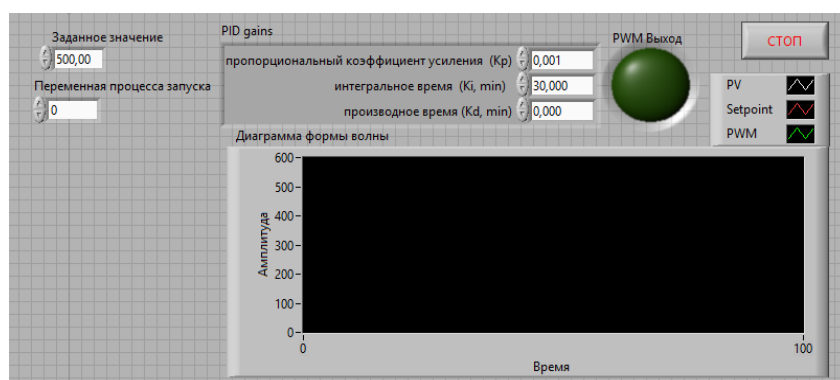 Заданное значение
500,00
Переменная процесса запуска
0
PID gains
пропорциональный коэффициент усиления (Kp) 0,001
интегральное время (Ki, min) 30,000
производное время (Kd, min) 0,000
PWM Выход
СТОП
PV
Setpoint
PWM
Диаграмма формы волны
600
500
400
300
200
100
0
Амплитуда
0 100
Время